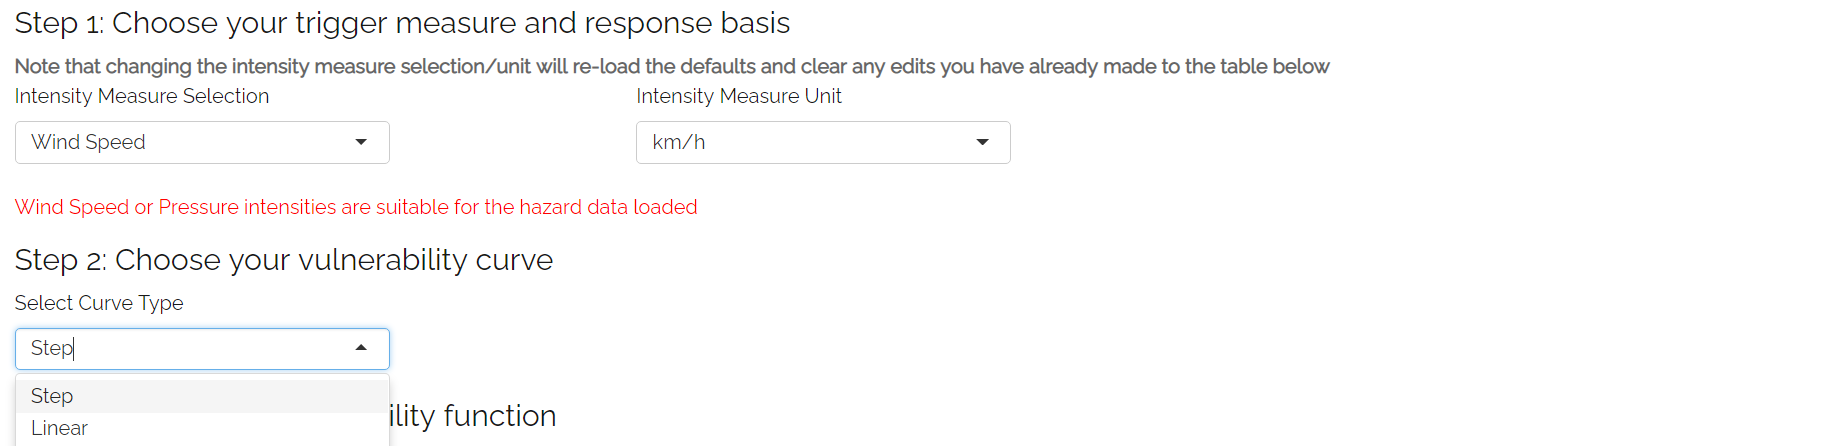 Step 1: Choose your trigger measure and response basis
Note that changing the intensity measure selection/unit will re-load the defaults and clear any edits you have already made to the table below
Intensity Measure Selection
Intensity Measure Unit
Wind Speed
km/h
Wind Speed or Pressure intensities are suitable for the hazard data loaded
Step 2: Choose your vulnerability curve
Select Curve Type
Step
Step
Linear
ility function